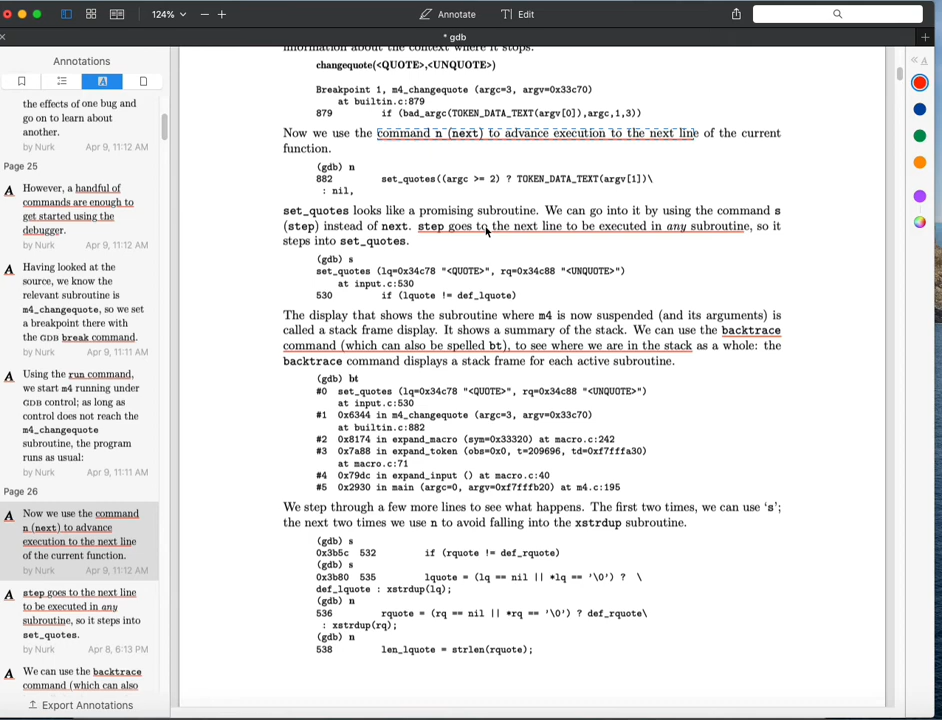 124%
Annotate
Edit
* gdb
Annotations
the effects of one bug and
go on to learn about
another.
by Nurk Apr 9, 11:12 AM
Page 25
A However, a handful of
commands are enough to
get started using the
debugger.
by Nurk Apr 9, 11:12 AM
A Having looked at the
source, we know the
relevant subroutine is
m4_changequote, so we set
a breakpoint there with
the GDB break command.
by Nurk Apr 9, 11:11 AM
A Using the run command,
we start m4 running under
GDB control; as long as
control does not reach the
m4_changequote
subroutine, the program
runs as usual:
by Nurk Apr 9, 11:11 AM
Page 26
A Now we use the command
n (next) to advance
execution to the next line
of the current function.
by Nurk Apr 9, 11:12 AM
A step goes to the next line
to be executed in any
subroutine, so it steps into
set_quotes.
by Nurk Apr 8, 6:13 PM
A We can use the backtrace
command (which can also
Export Annotations
information about the context where it stops.
changequote(<QUOTE>,<UNQUOTE>)
Breakpoint 1, m4_changequote (argc=3, argv=0x33c70)
at builtin.c:879
879 if (bad_argc(TOKEN_DATA_TEXT(argv[0]),argc,1,3))
Now we use the command n (next) to advance execution to the next line of the current
function.
(gdb) n
882 set_quotes((argc >= 2) ? TOKEN_DATA_TEXT(argv[1])\
: nil,
set_quotes looks like a promising subroutine. We can go into it by using the command s
(step) instead of next. step goes to the next line to be executed in any subroutine, so it
steps into set_quotes.
(gdb) s
set_quotes (lq=0x34c78 "<QUOTE>", rq=0x34c88 "<UNQUOTE>")
at input.c:530
530 if (lquote != def_lquote)
The display that shows the subroutine where m4 is now suspended (and its arguments) is
called a stack frame display. It shows a summary of the stack. We can use the backtrace
command (which can also be spelled bt), to see where we are in the stack as a whole: the
backtrace command displays a stack frame for each active subroutine.
(gdb) bt
#0 set_quotes (lq=0x34c78 "<QUOTE>", rq=0x34c88 "<UNQUOTE>")
at input.c:530
#1 0x6344 in m4_changequote (argc=3, argv=0x33c70)
at builtin.c:882
#2 0x8174 in expand_macro (sym=0x33320) at macro.c:242
#3 0x7a88 in expand_token (obs=0x0, t=209696, td=0xf7fffa30)
at macro.c:71
#4 0x79dc in expand_input () at macro.c:40
#5 0x2930 in main (argc=0, argv=0xf7fffb20) at m4.c:195
We step through a few more lines to see what happens. The first two times, we can use ‘s’;
the next two times we use n to avoid falling into the xstrdup subroutine.
(gdb) s
0x3b5c 532 if (rquote != def_rquote)
(gdb) s
0x3b80 535 lquote = (lq == nil || *lq == '\0') ? \
def_lquote : xstrdup(lq);
(gdb) n
536 rquote = (rq == nil || *rq == '\0') ? def_rquote\
: xstrdup(rq);
(gdb) n
538 len_lquote = strlen(rquote);